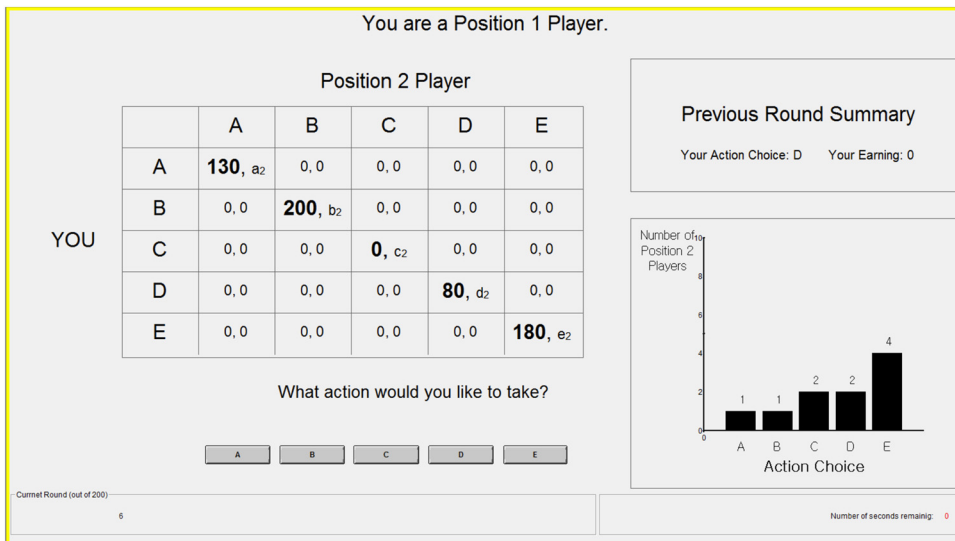 You are a Position 1 Player.
Position 2 Player
A B C D E
A 130, a2 0, 0 0, 0 0, 0 0, 0
B 0, 0 200, b2 0, 0 0, 0 0, 0
YOU
C 0, 0 0, 0 0, c2 0, 0 0, 0
D 0, 0 0, 0 0, 0 80, d2 0, 0
E 0, 0 0, 0 0, 0 0, 0 180, e2
What action would you like to take?
A B C D E
Previous Round Summary
Your Action Choice: D Your Earning: 0
Number of
Position 2
Players
10
8
6
4
2
0
0
1 1 2 2 4
A B C D E
Action Choice
Currnet Round (out of 200)
6
Number of seconds remainig: 0